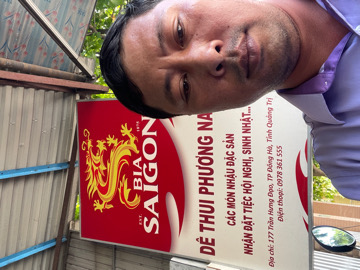 BIA
SAIGON
DÊ THUI PHƯƠNG NA
CÁC MÓN NHẬU ĐẶC SẢN
NHẬN ĐẶT TIỆC HỘI NGHỊ, SINH NHẬT...
Địa chỉ: 177 Trần Hưng Đạo, TP Đông Hà, Tỉnh Quảng Trị
Điện thoại: 0978 361 555